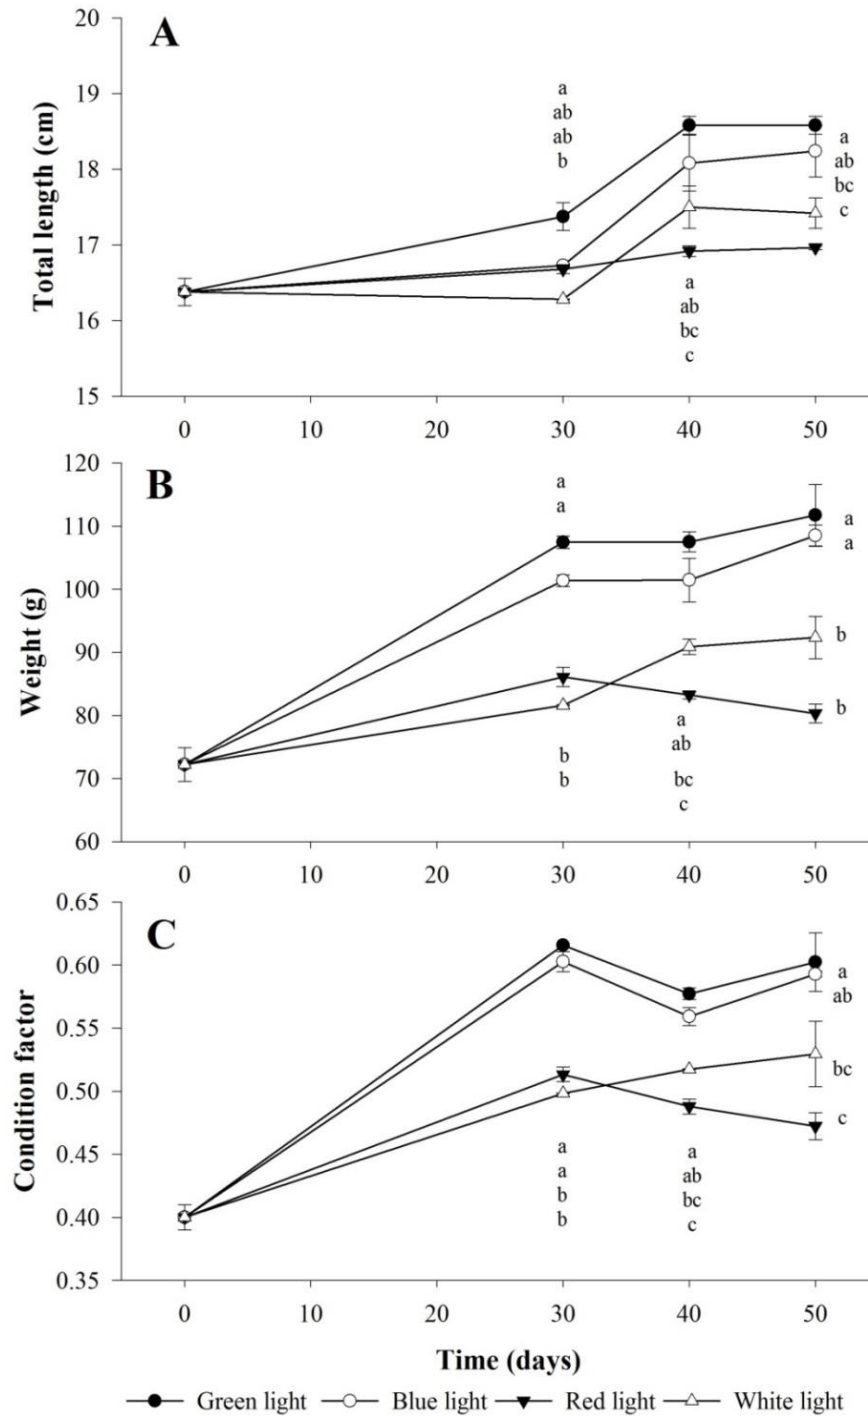 A
20
19
18
17
16
15
Total length (cm)
a
ab
ab
b
a
ab
bc
c
a
ab
bc
c
0 10 20 30 40 50
B
120
110
100
90
80
70
60
Weight (g)
a
a
a
a
b
b
a
ab
b
b
bc
c
0 10 20 30 40 50
C
0.65
0.60
0.55
0.50
0.45
0.40
0.35
Condition factor
a
ab
bc
c
a
a
b
b
a
ab
bc
c
0 10 20 30 40 50
Time (days)
Green light Blue light Red light White light